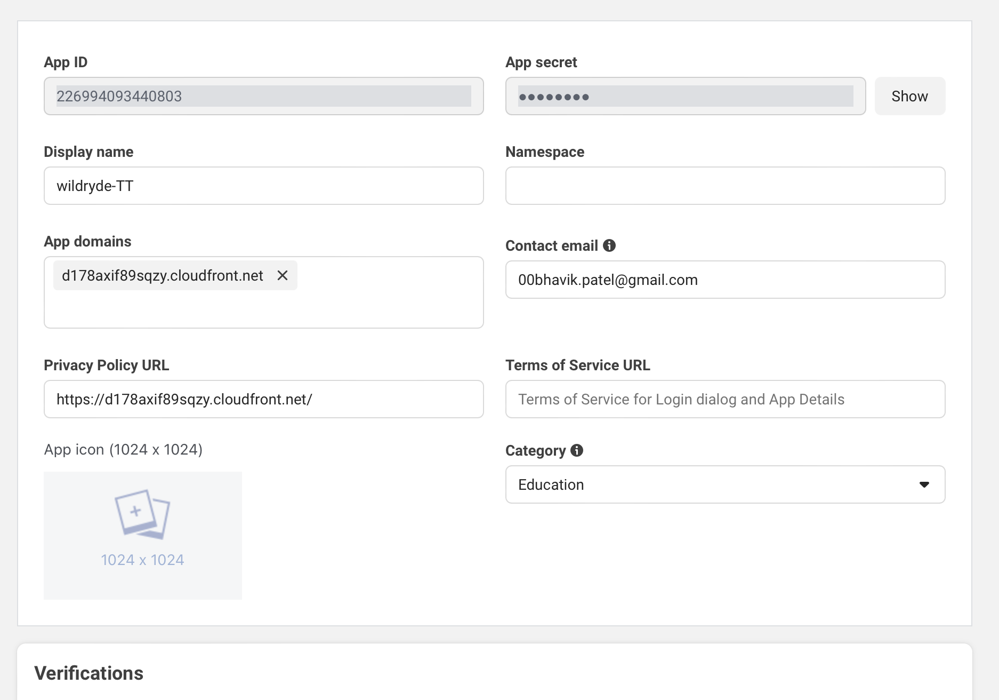 App ID
226994093440803
App secret
••••••••
Show
Display name
wildryde-TT
Namespace
App domains
d178axif89sqzy.cloudfront.net
Contact email
00bhavik.patel@gmail.com
Privacy Policy URL
https://d178axif89sqzy.cloudfront.net/
Terms of Service URL
Terms of Service for Login dialog and App Details
App icon (1024 x 1024)
1024 x 1024
Category
Education
Verifications